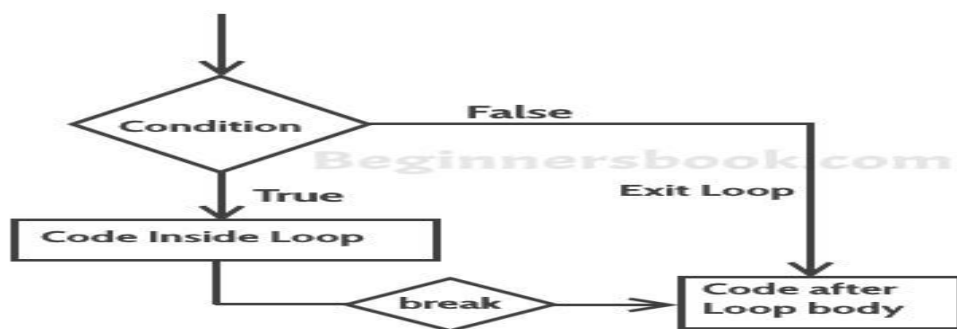 False
Condition
Beginnersbook.com
True
Exit Loop
Code Inside Loop
break
Code after
Loop body